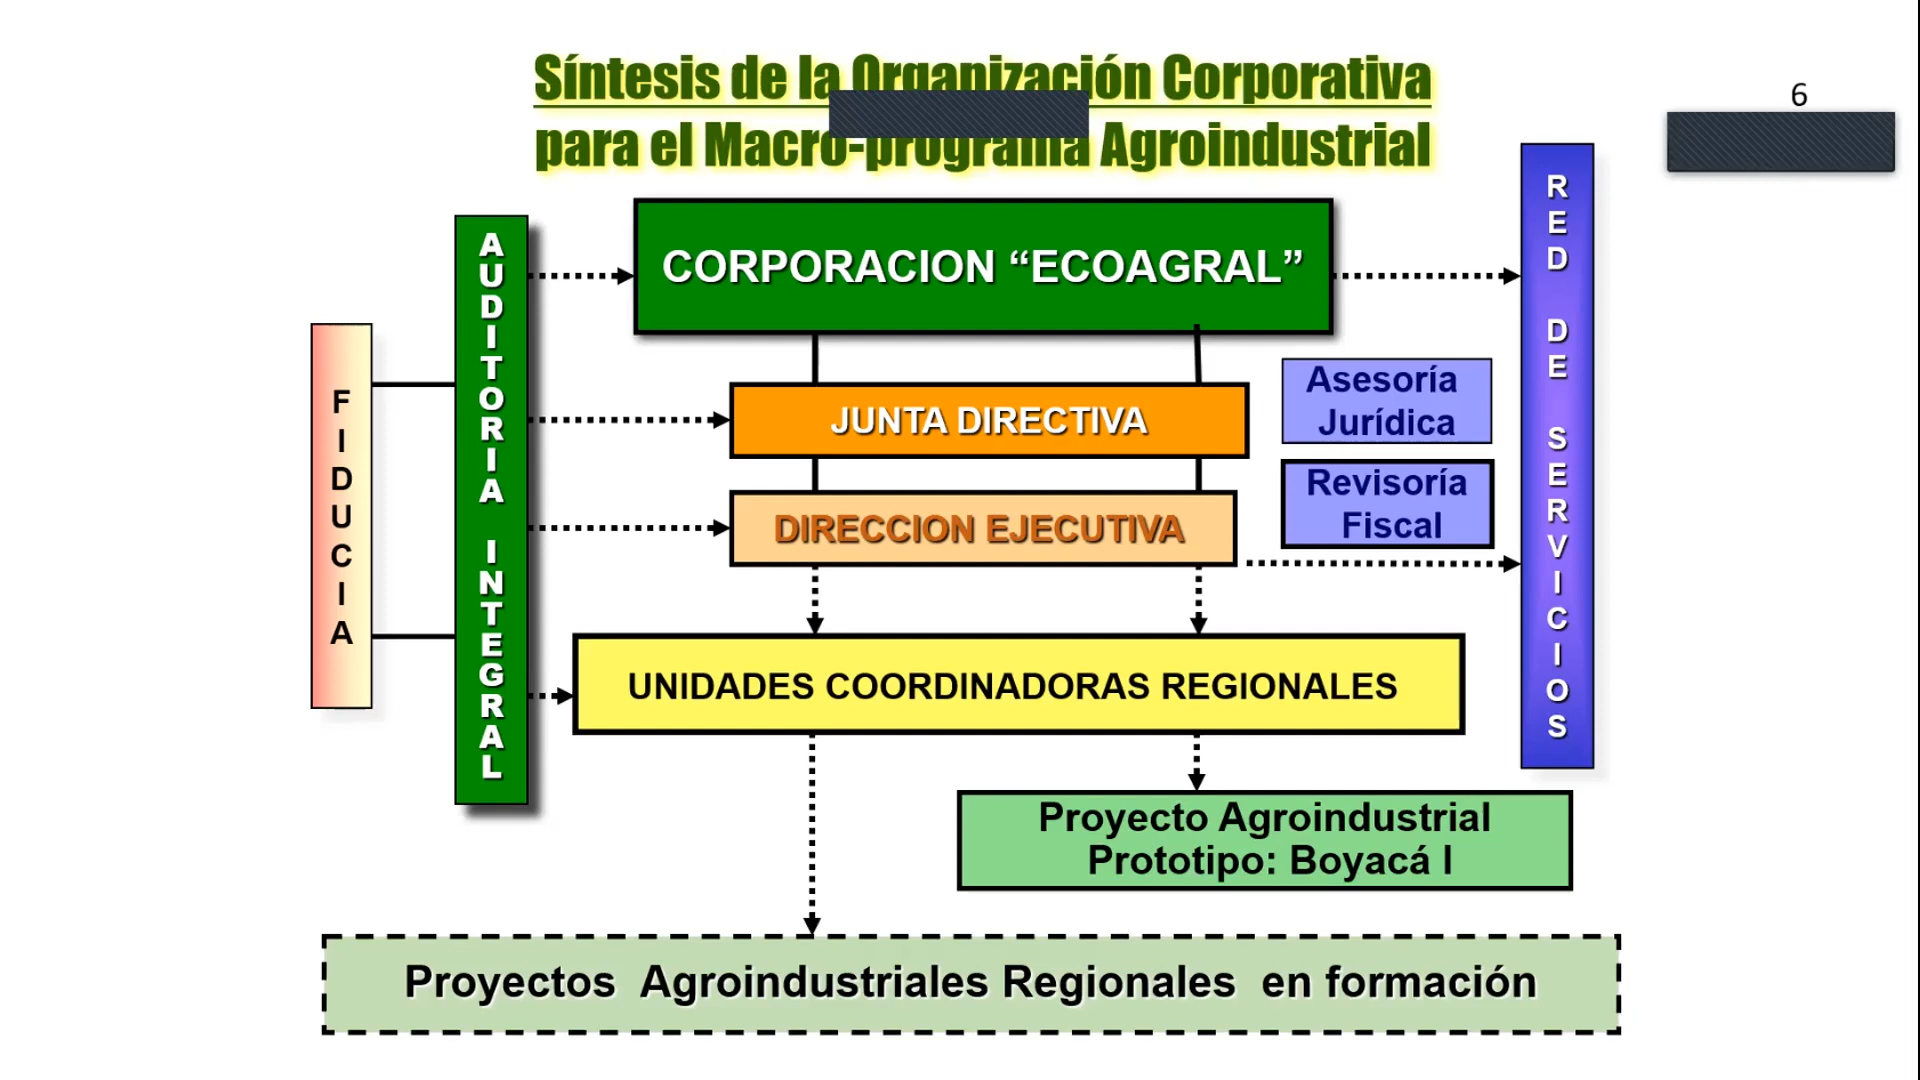 Síntesis de la Organización Corporativa
para el Macro-programa Agroindustrial
6
CORPORACION “ECOAGRAL”
JUNTA DIRECTIVA
DIRECCION EJECUTIVA
Asesoría
Jurídica
Revisoría
Fiscal
FIDUCIA
AUDITORIA INTEGRAL
RED DE SERVICIOS
UNIDADES COORDINADORAS REGIONALES
Proyecto Agroindustrial
Prototipo: Boyacá I
Proyectos Agroindustriales Regionales en formación